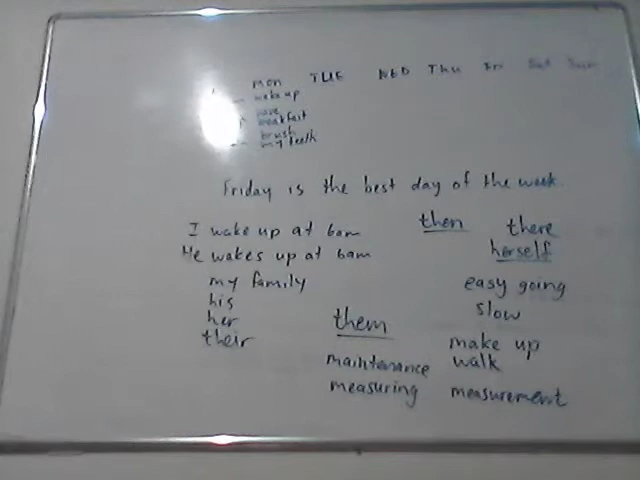 mon TUE WED Thu Fri Sat Sun
wake up
have
breakfast
brush
my teeth
Friday is the best day of the week.
I wake up at 6am
then there
He wakes up at 6am
herself
my family
easy going
his
slow
her
them
their
make up
maintenance walk
measuring measurement